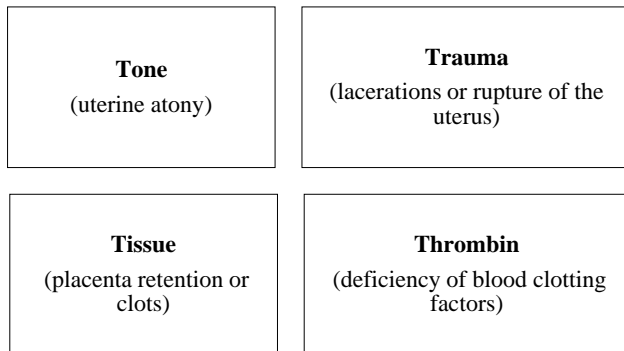 Tone
(uterine atony)
Trauma
(lacerations or rupture of the
uterus)
Tissue
(placenta retention or
clots)
Thrombin
(deficiency of blood clotting
factors)